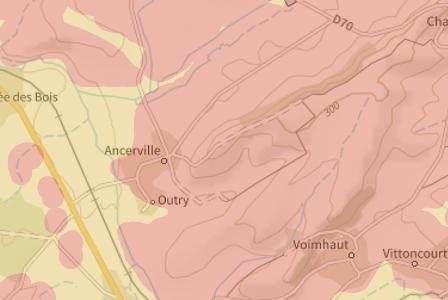 D70
Cha
ée des Bois
300
Ancerville
Outry
Voimhaut
Vittoncourt